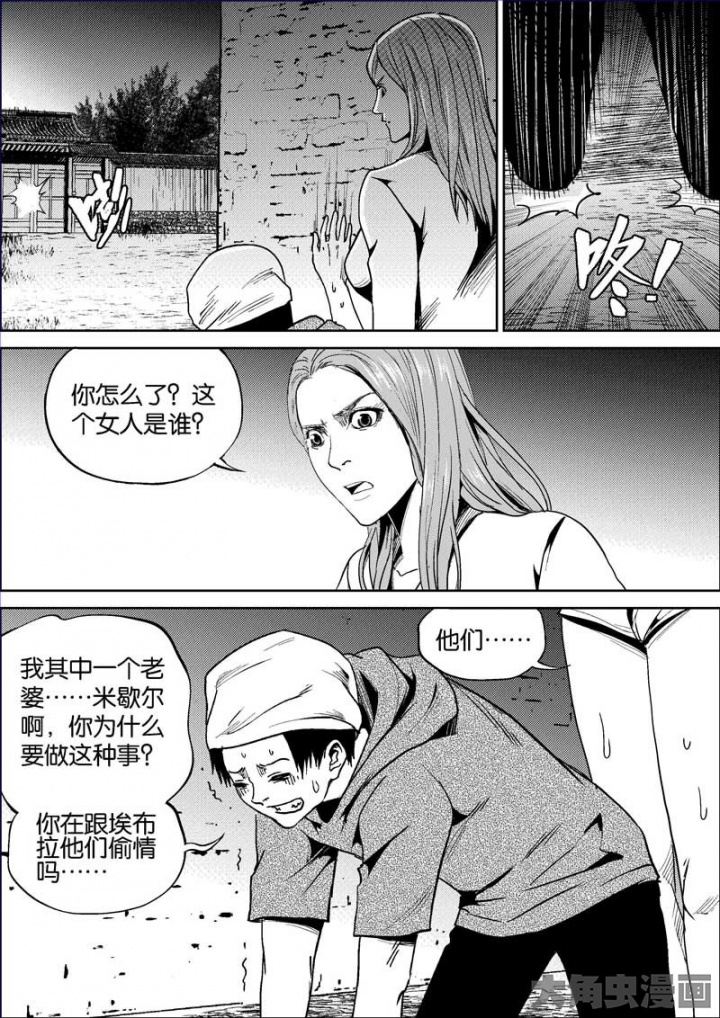 咚！
你怎么了？这
个女人是谁？
他们……
我其中一个老
婆……米歇尔
啊，你为什么
要做这种事？
你在跟埃布
拉他们偷情
吗……
大角虫漫画